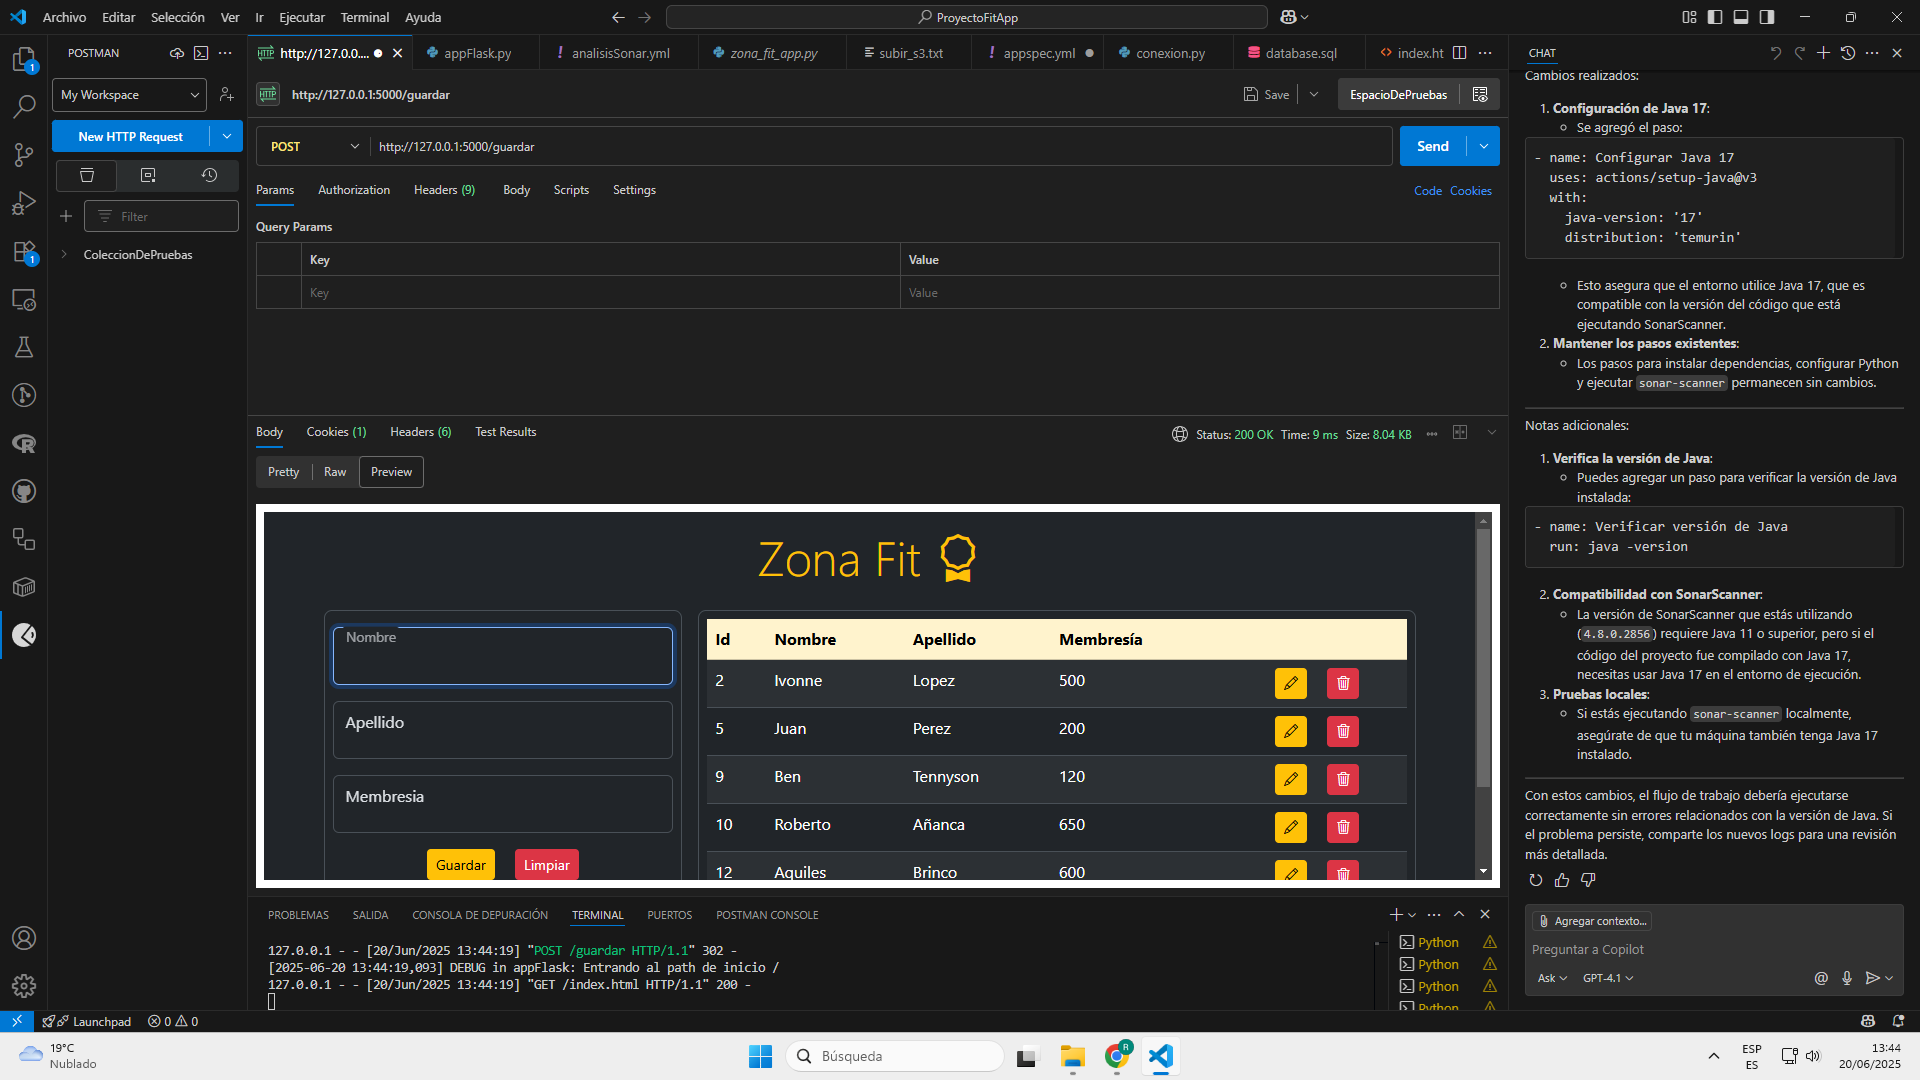 Archivo Editar Selección Ver Ir Ejecutar Terminal Ayuda
ProyectoFitApp
POSTMAN
http://127.0.0....
appFlask.py
analisisSonar.yml
zona_fit_app.py
subir_s3.txt
appspec.yml
conexion.py
database.sql
index.ht
CHAT
My Workspace
New HTTP Request
Filter
ColeccionDePruebas
HTTP
http://127.0.0.1:5000/guardar
Save
EspacioDePruebas
POST
http://127.0.0.1:5000/guardar
Send
Params Authorization Headers (9) Body Scripts Settings
Code Cookies
Query Params
Key Value
Key Value
Body Cookies (1) Headers (6) Test Results
Status: 200 OK Time: 9 ms Size: 8.04 KB
Pretty Raw Preview
Zona Fit
Nombre
Apellido
Membresia
Guardar Limpiar
Id Nombre Apellido Membresía
2 Ivonne Lopez 500
5 Juan Perez 200
9 Ben Tennyson 120
10 Roberto Añanca 650
12 Aquiles Brinco 600
PROBLEMAS SALIDA CONSOLA DE DEPURACIÓN TERMINAL PUERTOS POSTMAN CONSOLE
127.0.0.1 - - [20/Jun/2025 13:44:19] "POST /guardar HTTP/1.1" 302 -
[2025-06-20 13:44:19,093] DEBUG in appFlask: Entrando al path de inicio /
127.0.0.1 - - [20/Jun/2025 13:44:19] "GET /index.html HTTP/1.1" 200 -
Python
Python
Python
Python
Cambios realizados:
1. Configuración de Java 17:
Se agregó el paso:
- name: Configurar Java 17
uses: actions/setup-java@v3
with:
java-version: '17'
distribution: 'temurin'
Esto asegura que el entorno utilice Java 17, que es
compatible con la versión del código que está
ejecutando SonarScanner.
2. Mantener los pasos existentes:
Los pasos para instalar dependencias, configurar Python
y ejecutar sonar-scanner permanecen sin cambios.
Notas adicionales:
1. Verifica la versión de Java:
Puedes agregar un paso para verificar la versión de Java
instalada:
- name: Verificar versión de Java
run: java -version
2. Compatibilidad con SonarScanner:
La versión de SonarScanner que estás utilizando
(4.8.0.2856) requiere Java 11 o superior, pero si el
código del proyecto fue compilado con Java 17,
necesitas usar Java 17 en el entorno de ejecución.
3. Pruebas locales:
Si estás ejecutando sonar-scanner localmente,
asegúrate de que tu máquina también tenga Java 17
instalado.
Con estos cambios, el flujo de trabajo debería ejecutarse
correctamente sin errores relacionados con la versión de Java. Si
el problema persiste, comparte los nuevos logs para una revisión
más detallada.
Agregar contexto...
Preguntar a Copilot
Ask GPT-4.1
Launchpad 0 0
19°C
Nublado
Búsqueda
R
ESP
ES
13:44
20/06/2025